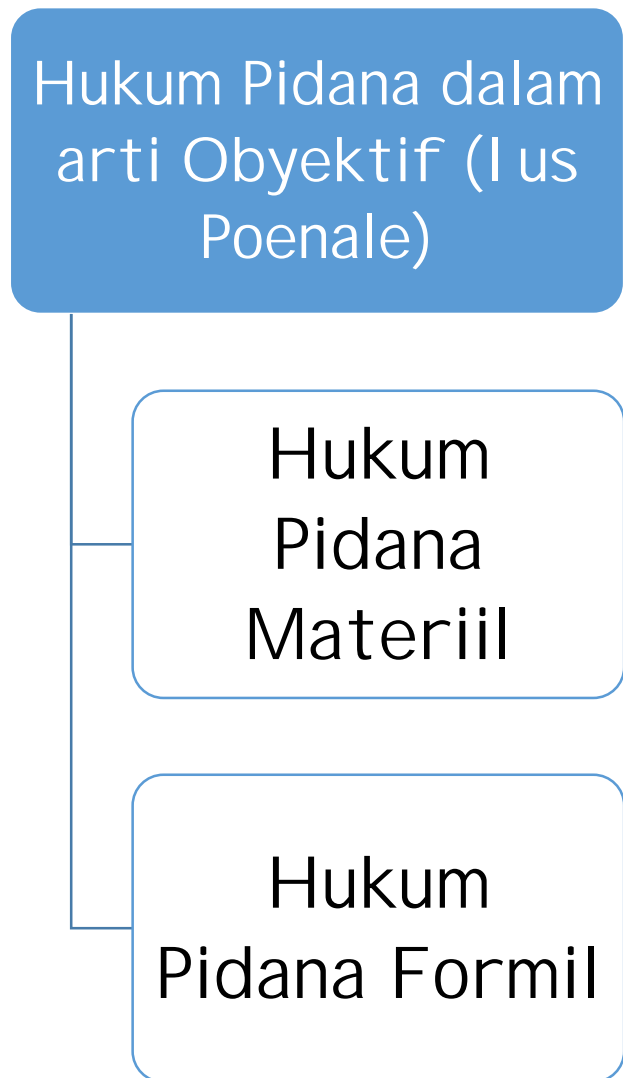 Hukum Pidana dalam
arti Obyektif (Ius
Poenale)
Hukum
Pidana
Materiil
Hukum
Pidana Formil